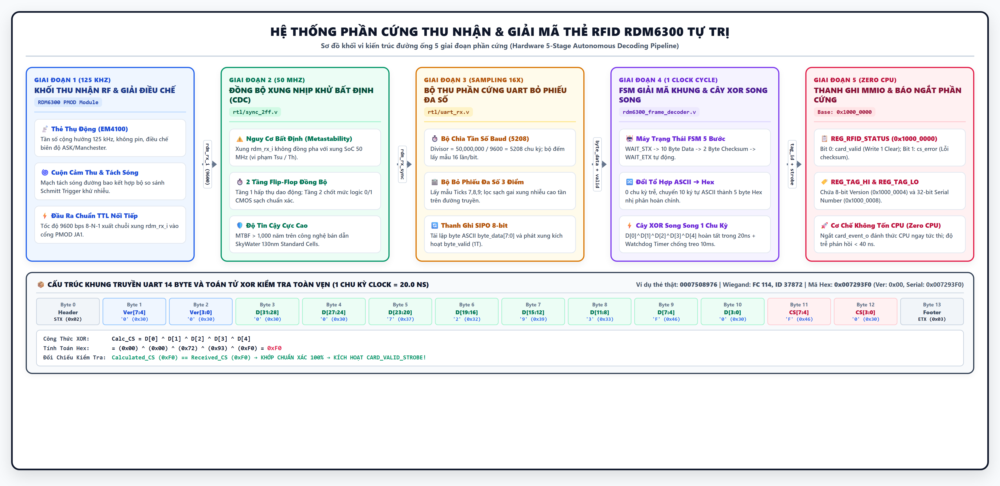 HỆ THỐNG PHẦN CỨNG THU NHẬN & GIẢI MÃ THẺ RFID RDM6300 TỰ TRỊ
Sơ đồ khối vi kiến trúc đường ống 5 giai đoạn phần cứng (Hardware 5-Stage Autonomous Decoding Pipeline)
GIAI ĐOẠN 1 (125 KHZ)
KHỐI THU NHẬN RF & GIẢI ĐIỀU CHẾ
RDM6300 PMOD Module
📡 Thẻ Thụ Động (EM4100)
Tần số cộng hưởng 125 kHz, không pin, điều chế
biên độ ASK/Manchester.
🌀 Cuộn Cảm Thu & Tách Sóng
Mạch tách sóng đường bao kết hợp bộ so sánh
Schmitt Trigger khử nhiễu.
⚡ Đầu Ra Chuẩn TTL Nối Tiếp
Tốc độ 9600 bps 8-N-1 xuất chuỗi xung rdm_rx_i vào
cổng PMOD JA1.
rdm_rx_i (9600)
GIAI ĐOẠN 2 (50 MHZ)
ĐỒNG BỘ XUNG NHỊP KHỬ BẤT ĐỊNH
(CDC)
rtl/sync_2ff.v
⚠️ Nguy Cơ Bất Định (Metastability)
Xung rdm_rx_i không đồng pha với xung SoC 50
MHz (vi phạm Tsu / Th).
⏱️ 2 Tầng Flip-Flop Đồng Bộ
Tầng 1 hấp thụ dao động; Tầng 2 chốt mức logic 0/1
CMOS sạch chuẩn xác.
🛡️ Độ Tin Cậy Cực Cao
MTBF > 1,000 năm trên công nghệ bán dẫn
SkyWater 130nm Standard Cells.
rdm_rx_sync
GIAI ĐOẠN 3 (SAMPLING 16X)
BỘ THU PHẦN CỨNG UART BỎ PHIẾU
ĐA SỐ
rtl/uart_rx.v
⏱️ Bộ Chia Tần Số Baud (5208)
Divisor = 50,000,000 / 9600 = 5208 chu kỳ; bộ đếm
lấy mẫu 16 lần/bit.
Bộ Bỏ Phiếu Đa Số 3 Điểm
Lấy mẫu Ticks 7,8,9; lọc sạch gai xung nhiễu cao tần
trên đường truyền.
🔄 Thanh Ghi SIPO 8-bit
Tái lập byte ASCII byte_data[7:0] và phát xung kích
hoạt byte_valid (1T).
byte_data + valid
GIAI ĐOẠN 4 (1 CLOCK CYCLE)
FSM GIẢI MÃ KHUNG & CÂY XOR SONG
SONG
rdm6300_frame_decoder.v
🤖 Máy Trạng Thái FSM 5 Bước
WAIT_STX -> 10 Byte Data -> 2 Byte Checksum ->
WAIT_ETX tự động.
🔀 Đổi Tổ Hợp ASCII → Hex
0 chu kỳ trễ, chuyển 10 ký tự ASCII thành 5 byte Hex
nhị phân hoàn chỉnh.
⚡ Cây XOR Song Song 1 Chu Kỳ
D[0]^D[1]^D[2]^D[3]^D[4] hoàn tất trong 20ns +
Watchdog Timer chống treo 10ms.
tag_id + strobe
GIAI ĐOẠN 5 (ZERO CPU)
THANH GHI MMIO & BÁO NGẮT PHẦN
CỨNG
Base: 0x1000_0000
📋 REG_RFID_STATUS (0x1000_0000)
Bit 0: card_valid (Write 1 Clear); Bit 1: cs_error (Lỗi
checksum).
🏷️ REG_TAG_HI & REG_TAG_LO
Chứa 8-bit Version (0x1000_0004) và 32-bit Serial
Number (0x1000_0008).
🚀 Cơ Chế Không Tốn CPU (Zero CPU)
Ngắt card_event_o đánh thức CPU ngay tức thì; độ
trễ phản hồi < 40 ns.
📦 CẤU TRÚC KHUNG TRUYỀN UART 14 BYTE VÀ TOÁN TỬ XOR KIỂM TRA TOÀN VẸN (1 CHU KỲ CLOCK = 20.0 NS)
Ví dụ thẻ thật: 0007508976 | Wiegand: FC 114, ID 37872 | Mã Hex: 0x007293F0 (Ver: 0x00, Serial: 0x007293F0)
Byte 0
Header
STX (0x02)
Byte 1
Ver[7:4]
'0' (0x30)
Byte 2
Ver[3:0]
'0' (0x30)
Byte 3
D[31:28]
'0' (0x30)
Byte 4
D[27:24]
'0' (0x30)
Byte 5
D[23:20]
'7' (0x37)
Byte 6
D[19:16]
'2' (0x32)
Byte 7
D[15:12]
'9' (0x39)
Byte 8
D[11:8]
'3' (0x33)
Byte 9
D[7:4]
'F' (0x46)
Byte 10
D[3:0]
'0' (0x30)
Byte 11
CS[7:4]
'F' (0x46)
Byte 12
CS[3:0]
'0' (0x30)
Byte 13
Footer
ETX (0x03)
Công Thức XOR: Calc_CS = D[0] ^ D[1] ^ D[2] ^ D[3] ^ D[4]
Tính Toán Hex: = (0x00) ^ (0x00) ^ (0x72) ^ (0x93) ^ (0xF0) = 0xF0
Đối Chiếu Kiểm Tra: Calculated_CS (0xF0) == Received_CS (0xF0) → KHỚP CHUẨN XÁC 100% → KÍCH HOẠT CARD_VALID_STROBE!